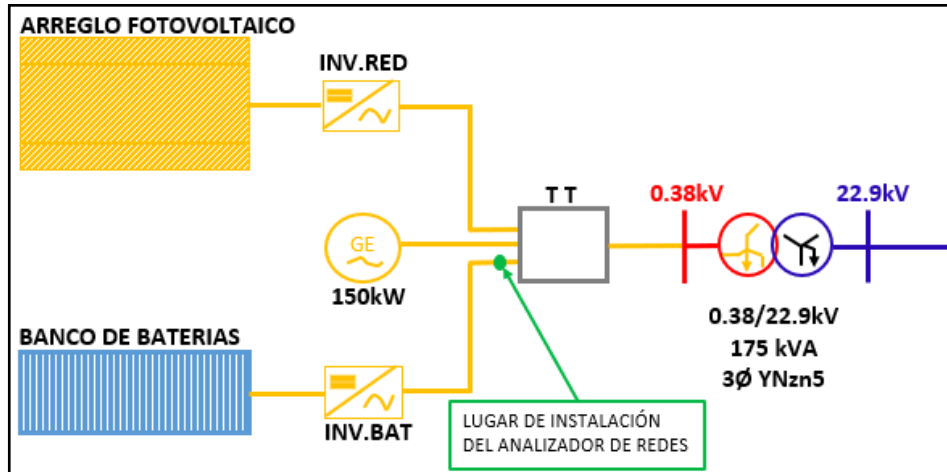 ARREGLO FOTOVOLTAICO
INV.RED
T T
0.38kV
22.9kV
GE
150kW
0.38/22.9kV
175 kVA
3Ø YNzn5
BANCO DE BATERIAS
INV.BAT
LUGAR DE INSTALACIÓN
DEL ANALIZADOR DE REDES